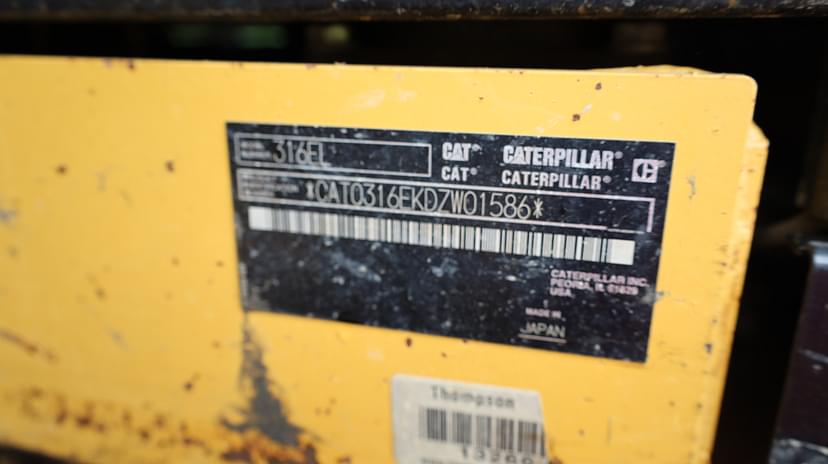 316EL
CAT® CATERPILLAR®
CAT® CATERPILLAR®
*CAT0316EKDZW01586*
CATERPILLAR INC.
PEORIA, IL 61629
USA
MADE IN
JAPAN
Thompson